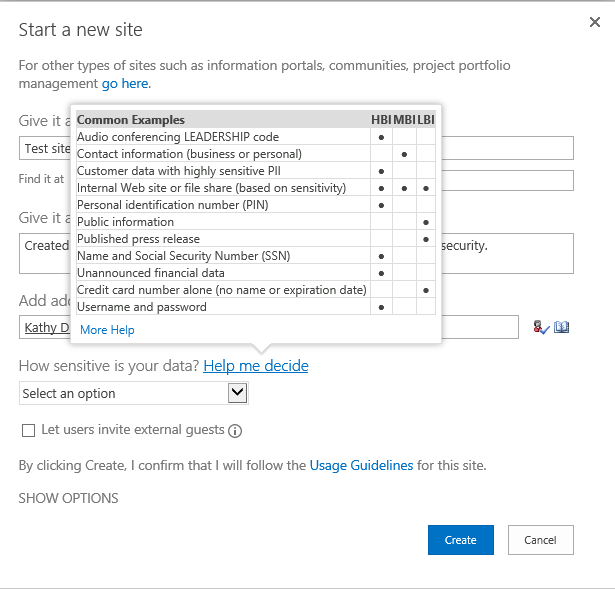 Start a new site
For other types of sites such as information portals, communities, project portfolio
management go here.
Give it a
Test site
Find it at
Give it a
Created
security.
Add
Kathy D
Common Examples HBI MBI LBI
Audio conferencing LEADERSHIP code •
Contact information (business or personal) •
Customer data with highly sensitive PII •
Internal Web site or file share (based on sensitivity) • • •
Personal identification number (PIN) •
Public information •
Published press release •
Name and Social Security Number (SSN) •
Unannounced financial data •
Credit card number alone (no name or expiration date) •
Username and password •
More Help
How sensitive is your data? Help me decide
Select an option
Let users invite external guests
By clicking Create, I confirm that I will follow the Usage Guidelines for this site.
SHOW OPTIONS
Create
Cancel